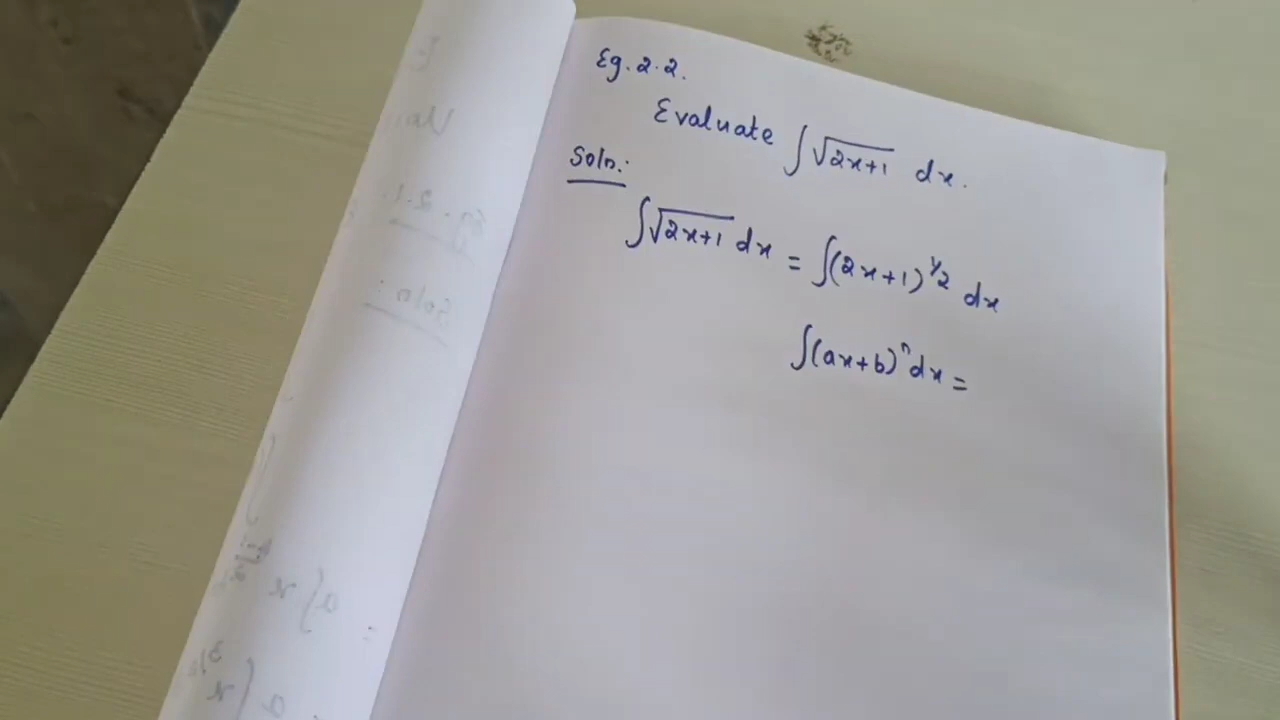 Eg. 2.2.
Evaluate ∫√(2x+1) dx.
Soln:
∫√(2x+1) dx = ∫(2x+1)^1/2 dx
∫(ax+b)^n dx =